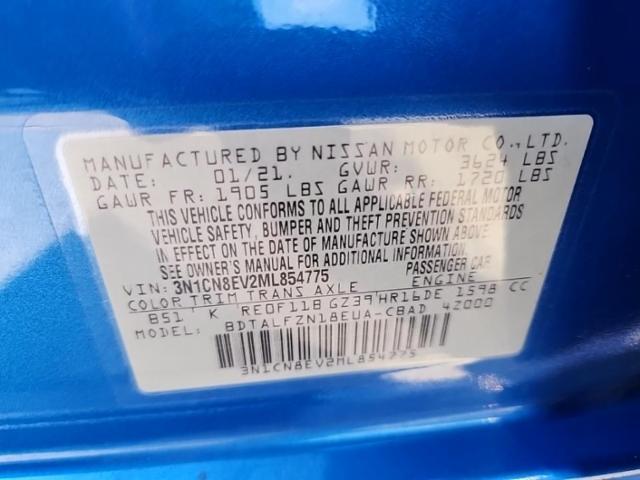 MANUFACTURED BY NISSAN MOTOR CO., LTD.
DATE: 01/21. GVWR: 3624 LBS
GAWR FR: 1905 LBS GAWR RR: 1720 LBS
THIS VEHICLE CONFORMS TO ALL APPLICABLE FEDERAL MOTOR
VEHICLE SAFETY, BUMPER AND THEFT PREVENTION STANDARDS
IN EFFECT ON THE DATE OF MANUFACTURE SHOWN ABOVE
SEE OWNER'S MANUAL FOR ADDITIONAL INFORMATION
VIN: 3N1CN8EV2ML854775 PASSENGER CAR
COLOR TRIM TRANS AXLE ENGINE
B51 K RE0F11B GZ39 HR16DE 1598 CC
MODEL: BDTALFZN18EUA-CBAD 4Z000
3N1CN8EV2ML854775